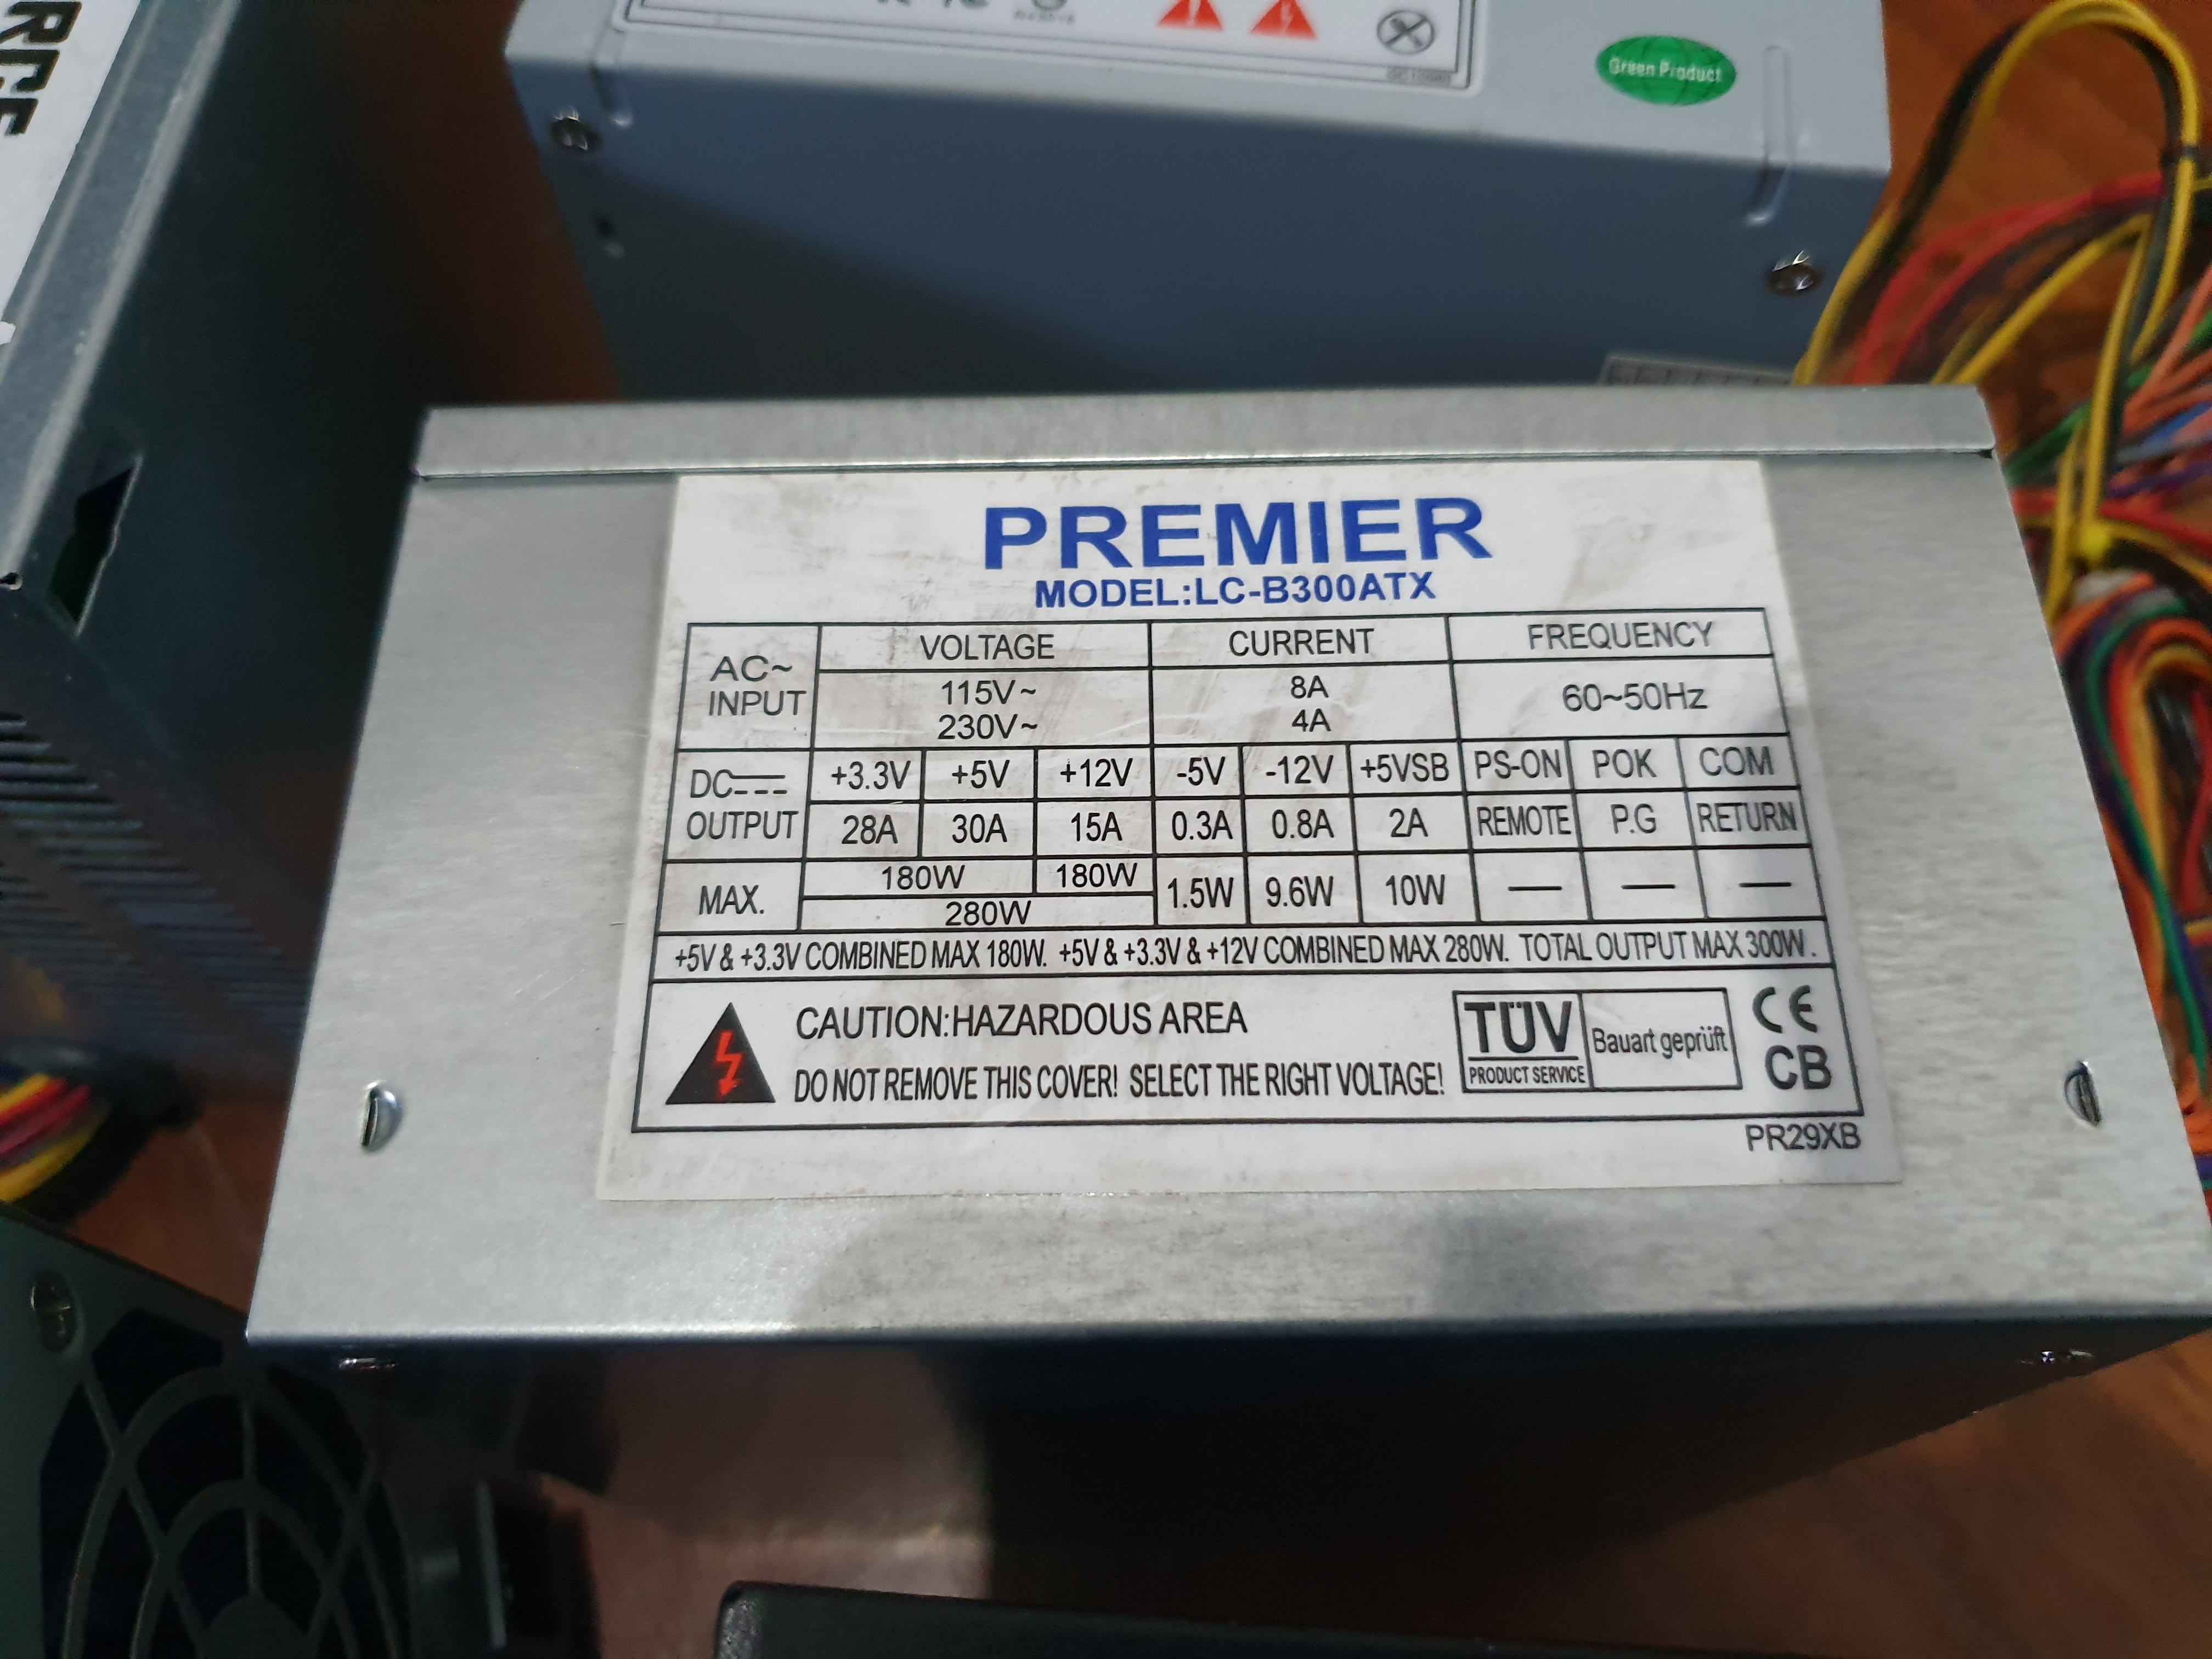 Green Product
PREMIER
MODEL:LC-B300ATX
AC~ INPUT VOLTAGE CURRENT FREQUENCY
115V~ 8A 60~50Hz
230V~ 4A
DC OUTPUT +3.3V +5V +12V -5V -12V +5VSB PS-ON POK COM
28A 30A 15A 0.3A 0.8A 2A REMOTE P.G RETURN
MAX. 180W 180W 1.5W 9.6W 10W — — —
280W
+5V & +3.3V COMBINED MAX 180W. +5V & +3.3V & +12V COMBINED MAX 280W. TOTAL OUTPUT MAX 300W.
CAUTION:HAZARDOUS AREA
DO NOT REMOVE THIS COVER! SELECT THE RIGHT VOLTAGE!
TÜV
PRODUCT SERVICE
Bauart geprüft
CE
CB
PR29XB